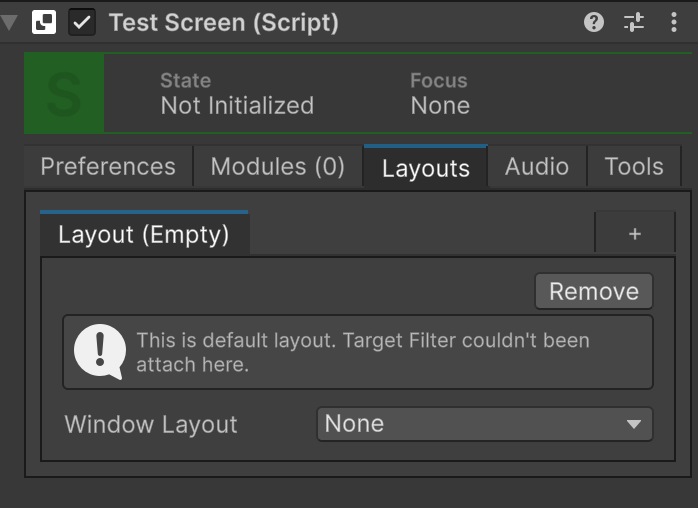 Test Screen (Script)
S
State
Focus
Not Initialized
None
Preferences
Modules (0)
Layouts
Audio
Tools
Layout (Empty)
+
Remove
This is default layout. Target Filter couldn't been
attach here.
Window Layout
None